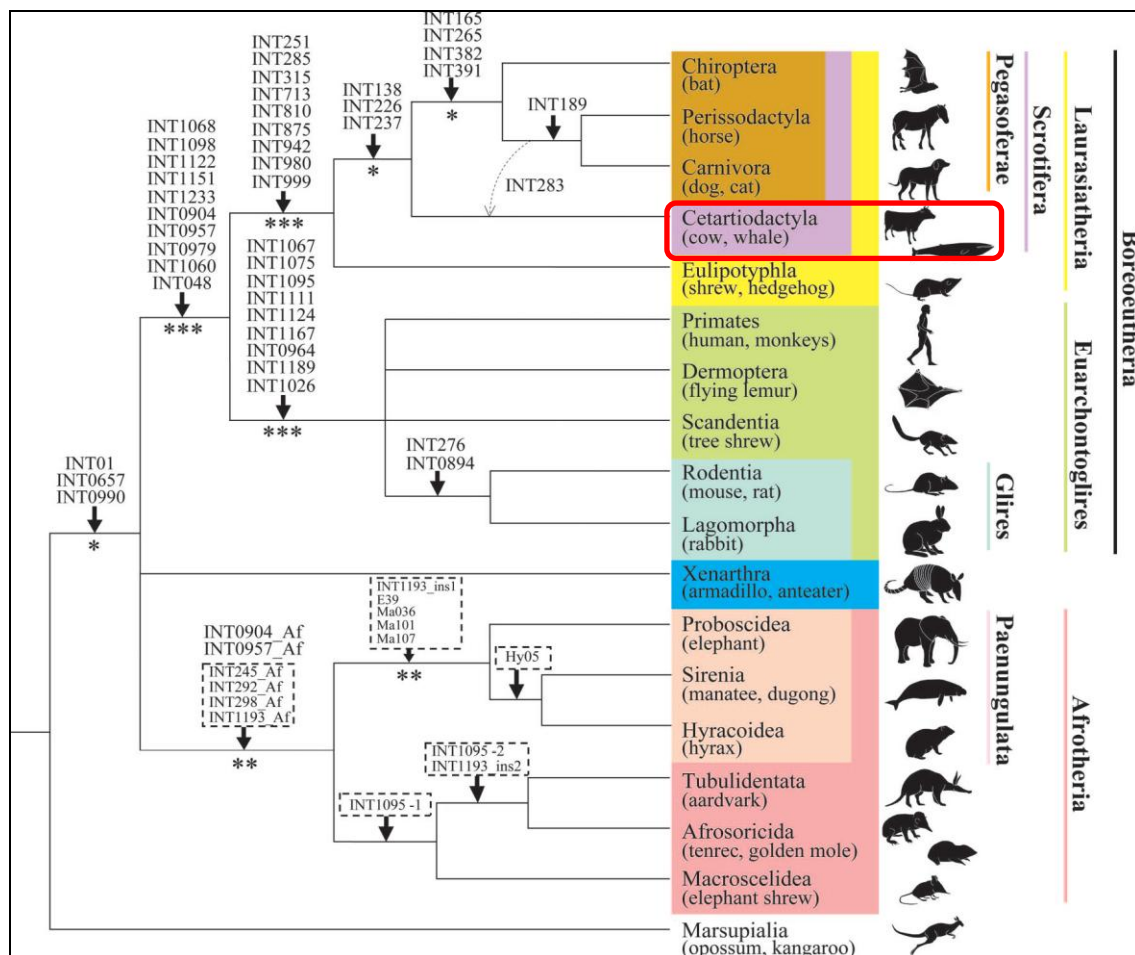 INT165
INT265
INT382
INT391
*
INT251
INT285
INT315
INT713
INT810
INT875
INT942
INT980
INT999
***
INT138
INT226
INT237
*
INT189
INT283
INT1068
INT1098
INT1122
INT1151
INT1233
INT0904
INT0957
INT0979
INT1060
INT048
***
INT1067
INT1075
INT1095
INT1111
INT1124
INT1167
INT0964
INT1189
INT1026
***
INT276
INT0894
INT01
INT0657
INT0990
*
INT1193_ins1
E39
Ma036
Ma101
Ma107
**
Hy05
INT0904_Af
INT0957_Af
INT245_Af
INT292_Af
INT298_Af
INT1193_Af
**
INT1095-2
INT1193_ins2
INT1095-1
Chiroptera
(bat)
Perissodactyla
(horse)
Carnivora
(dog, cat)
Cetartiodactyla
(cow, whale)
Eulipotyphla
(shrew, hedgehog)
Primates
(human, monkeys)
Dermoptera
(flying lemur)
Scandentia
(tree shrew)
Rodentia
(mouse, rat)
Lagomorpha
(rabbit)
Xenarthra
(armadillo, anteater)
Proboscidea
(elephant)
Sirenia
(manatee, dugong)
Hyracoidea
(hyrax)
Tubulidentata
(aardvark)
Afrosoricida
(tenrec, golden mole)
Macroscelidea
(elephant shrew)
Marsupialia
(opossum, kangaroo)
Pegasoferae
Scrotifera
Laurasiatheria
Boreoeutheria
Euarchontoglires
Glires
Paenungulata
Afrotheria